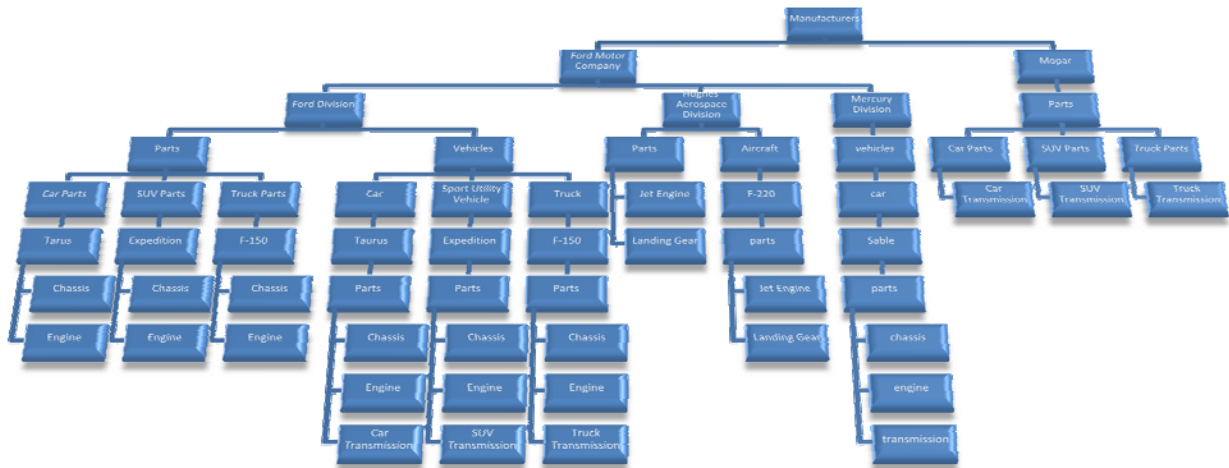 Manufacturers
Ford Motor
Company
Mopar
Ford Division
Hughes
Aerospace
Division
Mercury
Division
Parts
Parts
Vehicles
Parts
Aircraft
vehicles
Car Parts
SUV Parts
Truck Parts
Car Parts
SUV Parts
Truck Parts
Car
Sport Utility
Vehicle
Truck
Jet Engine
F-220
car
Car
Transmission
SUV
Transmission
Truck
Transmission
Tarus
Expedition
F-150
Taurus
Expedition
F-150
Landing Gear
parts
Sable
Chassis
Chassis
Chassis
Parts
Parts
Parts
Jet Engine
parts
Engine
Engine
Engine
Chassis
Chassis
Chassis
Landing Gear
chassis
Engine
Engine
Engine
engine
Car
Transmission
SUV
Transmission
Truck
Transmission
transmission